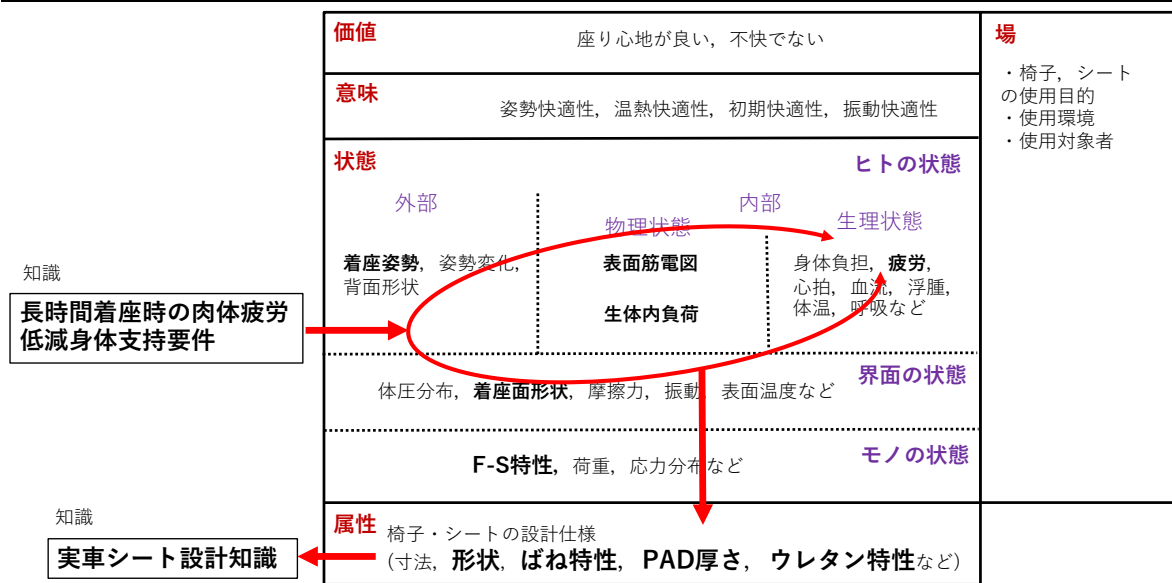 価値
座り心地が良い，不快でない
場
・椅子，シート
の使用目的
・使用環境
・使用対象者
意味
姿勢快適性，温熱快適性，初期快適性，振動快適性
状態
ヒトの状態
外部
内部
物理状態
生理状態
着座姿勢，姿勢変化，
背面形状
表面筋電図
生体内負荷
身体負担，疲労，
心拍，血流，浮腫，
体温，呼吸など
知識
長時間着座時の肉体疲労
低減身体支持要件
界面の状態
体圧分布，着座面形状，摩擦力，振動，表面温度など
モノの状態
F-S特性，荷重，応力分布など
知識
実車シート設計知識
属性
椅子・シートの設計仕様
(寸法，形状，ばね特性，PAD厚さ，ウレタン特性など)